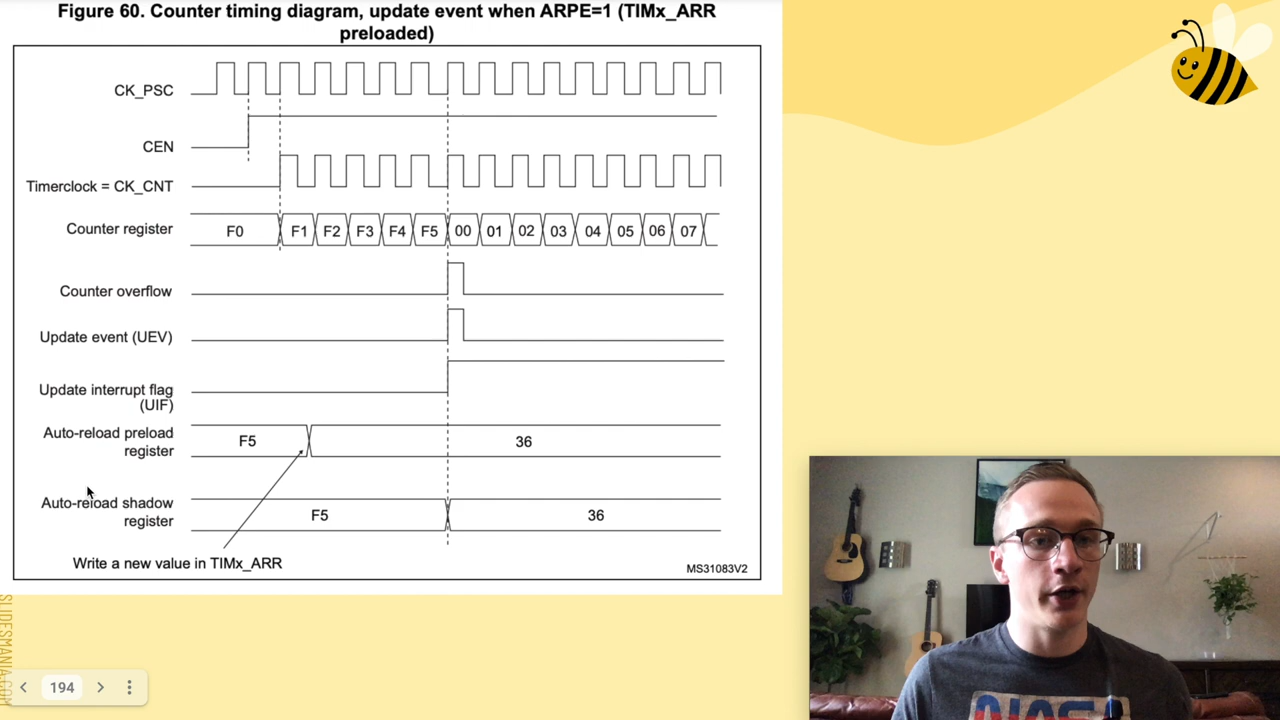 Figure 60. Counter timing diagram, update event when ARPE=1 (TIMx_ARR
preloaded)
CK_PSC
CEN
Timerclock = CK_CNT
Counter register
F0 F1 F2 F3 F4 F5 00 01 02 03 04 05 06 07
Counter overflow
Update event (UEV)
Update interrupt flag
(UIF)
Auto-reload preload
register
F5 36
Auto-reload shadow
register
F5 36
Write a new value in TIMx_ARR
MS31083V2
SLIDESMANIA.COM
194
NASA